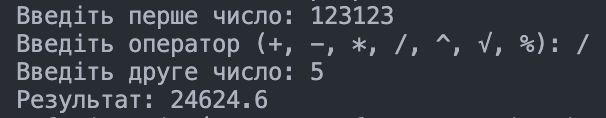 Введіть перше число: 123123
Введіть оператор (+, -, *, /, ^, √, %): /
Введіть друге число: 5
Результат: 24624.6